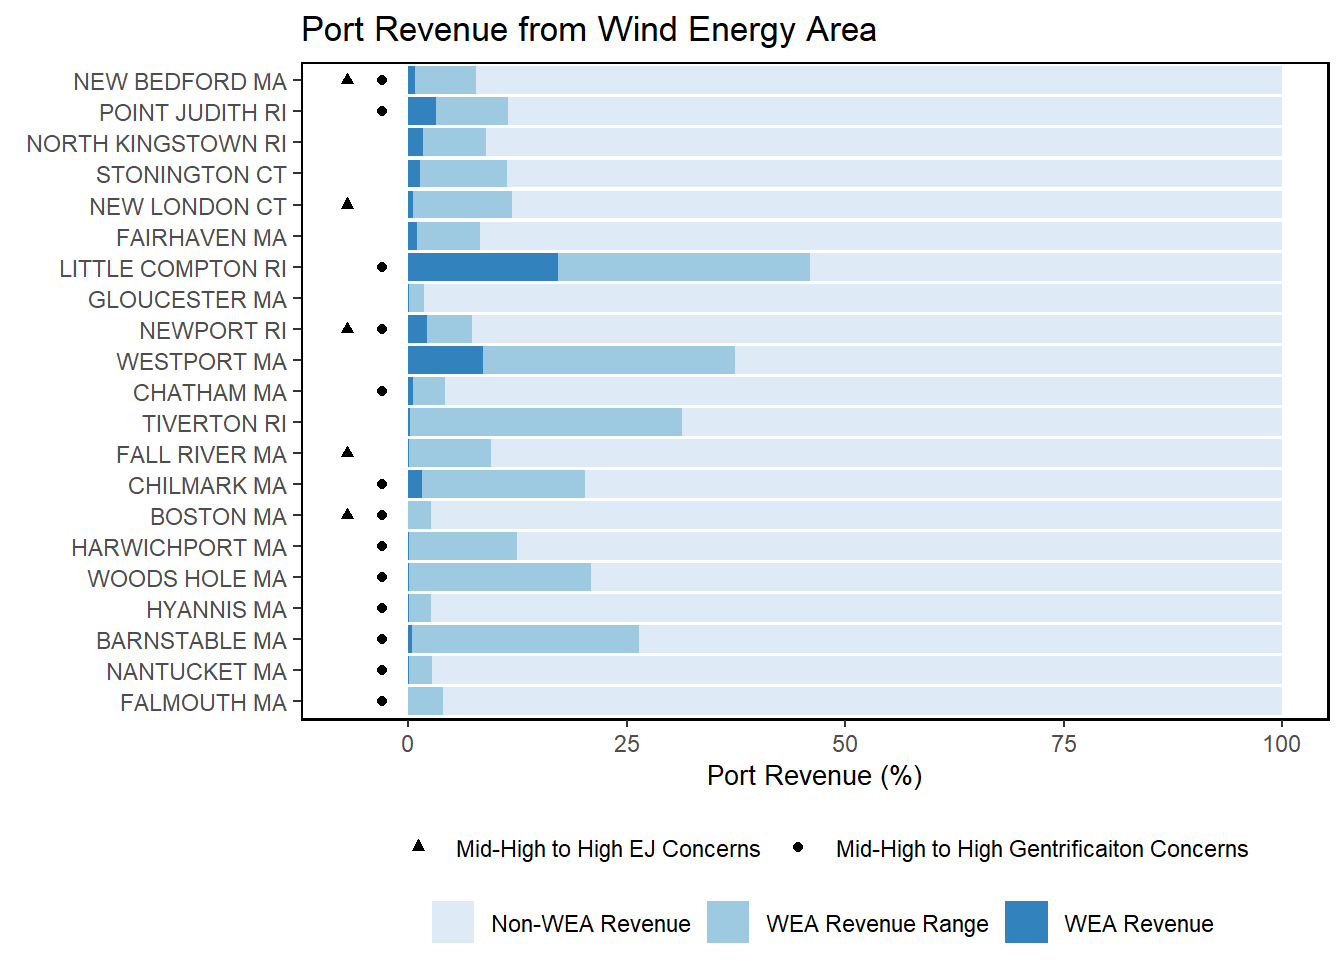 Port Revenue from Wind Energy Area
NEW BEDFORD MA
POINT JUDITH RI
NORTH KINGSTOWN RI
STONINGTON CT
NEW LONDON CT
FAIRHAVEN MA
LITTLE COMPTON RI
GLOUCESTER MA
NEWPORT RI
WESTPORT MA
CHATHAM MA
TIVERTON RI
FALL RIVER MA
CHILMARK MA
BOSTON MA
HARWICHPORT MA
WOODS HOLE MA
HYANNIS MA
BARNSTABLE MA
NANTUCKET MA
FALMOUTH MA
0 25 50 75 100
Port Revenue (%)
Mid-High to High EJ Concerns Mid-High to High Gentrificaiton Concerns
Non-WEA Revenue WEA Revenue Range WEA Revenue